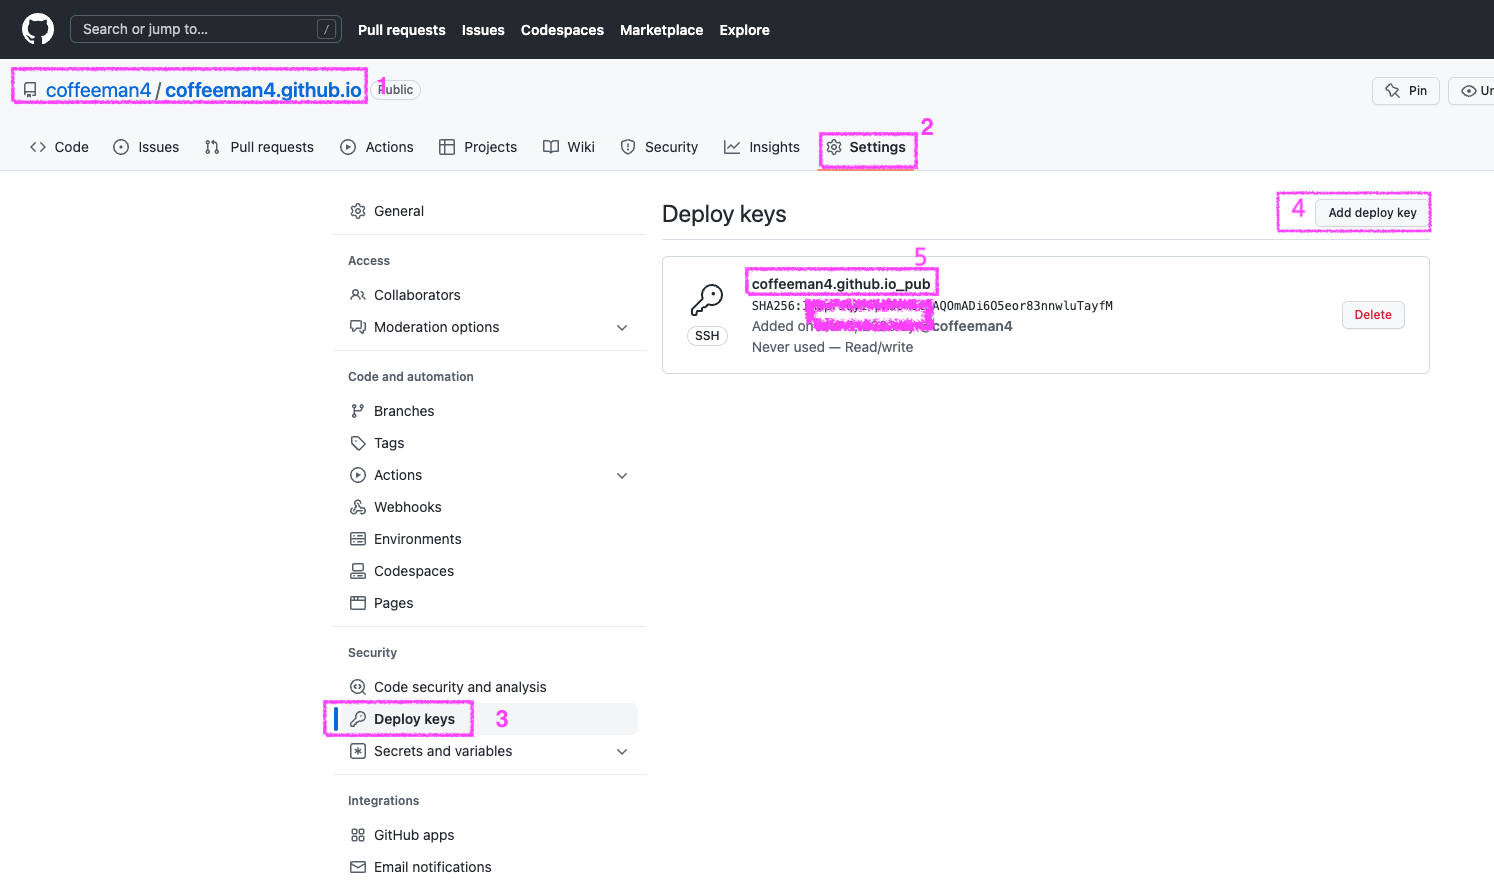 Search or jump to... /
Pull requests
Issues
Codespaces
Marketplace
Explore
coffeeman4 / coffeeman4.github.io
1
Public
Pin
Un
Code
Issues
Pull requests
Actions
Projects
Wiki
Security
Insights
Settings
2
General
Access
Collaborators
Moderation options
Code and automation
Branches
Tags
Actions
Webhooks
Environments
Codespaces
Pages
Security
Code security and analysis
Deploy keys
3
Secrets and variables
Integrations
GitHub apps
Email notifications
Deploy keys
4
Add deploy key
5
coffeeman4.github.io_pub
SHA256: AQOmADi6O5eor83nnwluTayfM
Added on @coffeeman4
Never used — Read/write
SSH
Delete